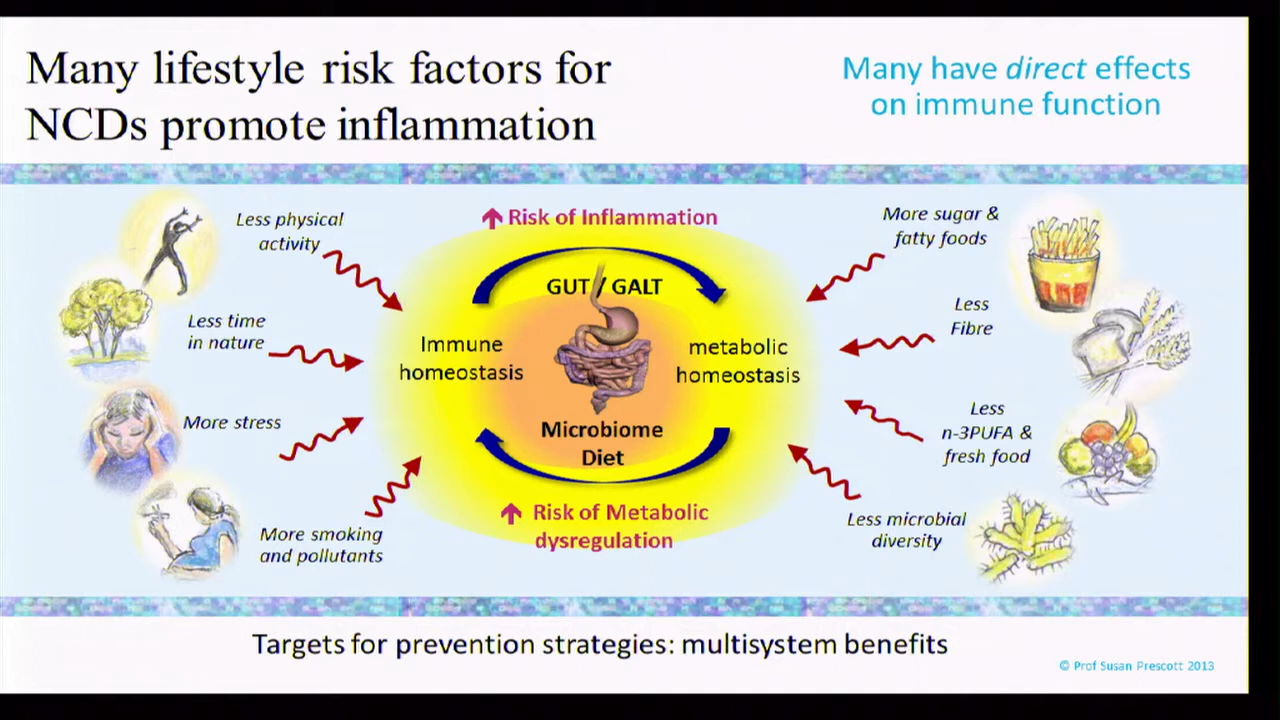 Many lifestyle risk factors for
NCDs promote inflammation
Many have direct effects
on immune function
Less physical
activity
Less time
in nature
More stress
More smoking
and pollutants
Risk of Inflammation
GUT / GALT
Immune
homeostasis
metabolic
homeostasis
Microbiome
Diet
Risk of Metabolic
dysregulation
More sugar &
fatty foods
Less
Fibre
Less
n-3PUFA &
fresh food
Less microbial
diversity
Targets for prevention strategies: multisystem benefits
© Prof Susan Prescott 2013